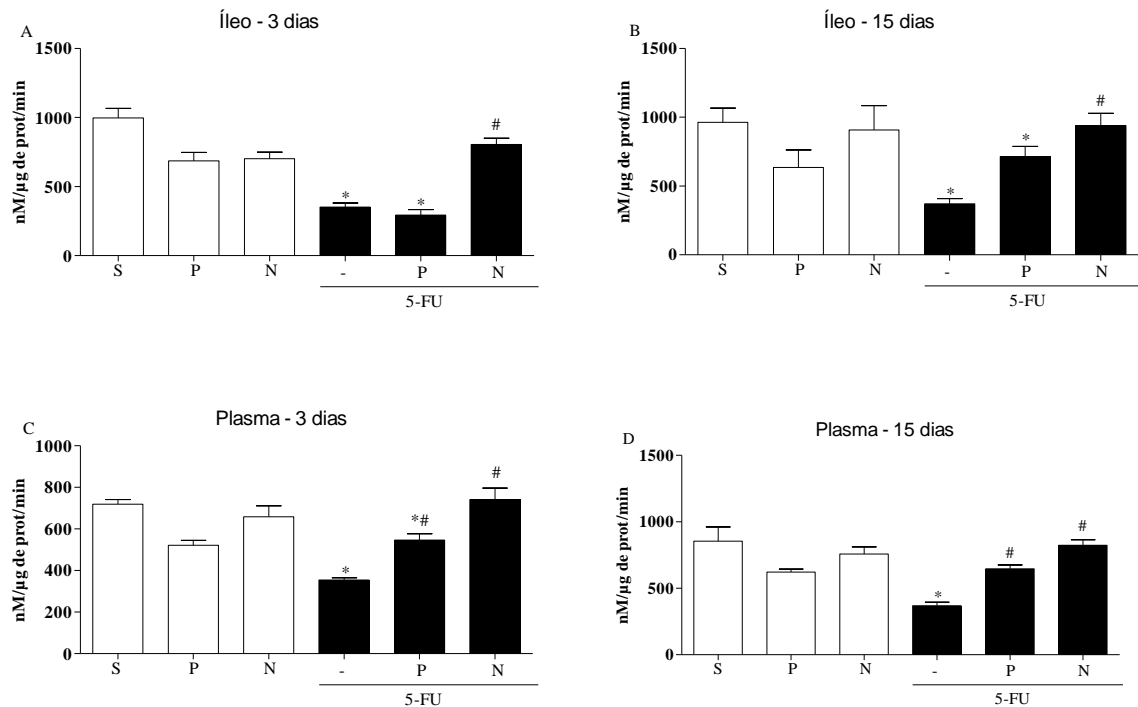 A
Íleo - 3 dias
nM/µg de prot/min
1500
1000
500
0
* * #
S P N - P N
5-FU
B
Íleo - 15 dias
nM/µg de prot/min
1500
1000
500
0
* * #
S P N - P N
5-FU
C
Plasma - 3 dias
nM/µg de prot/min
1000
800
600
400
200
0
* *# #
S P N - P N
5-FU
D
Plasma - 15 dias
nM/µg de prot/min
1500
1000
500
0
* # #
S P N - P N
5-FU